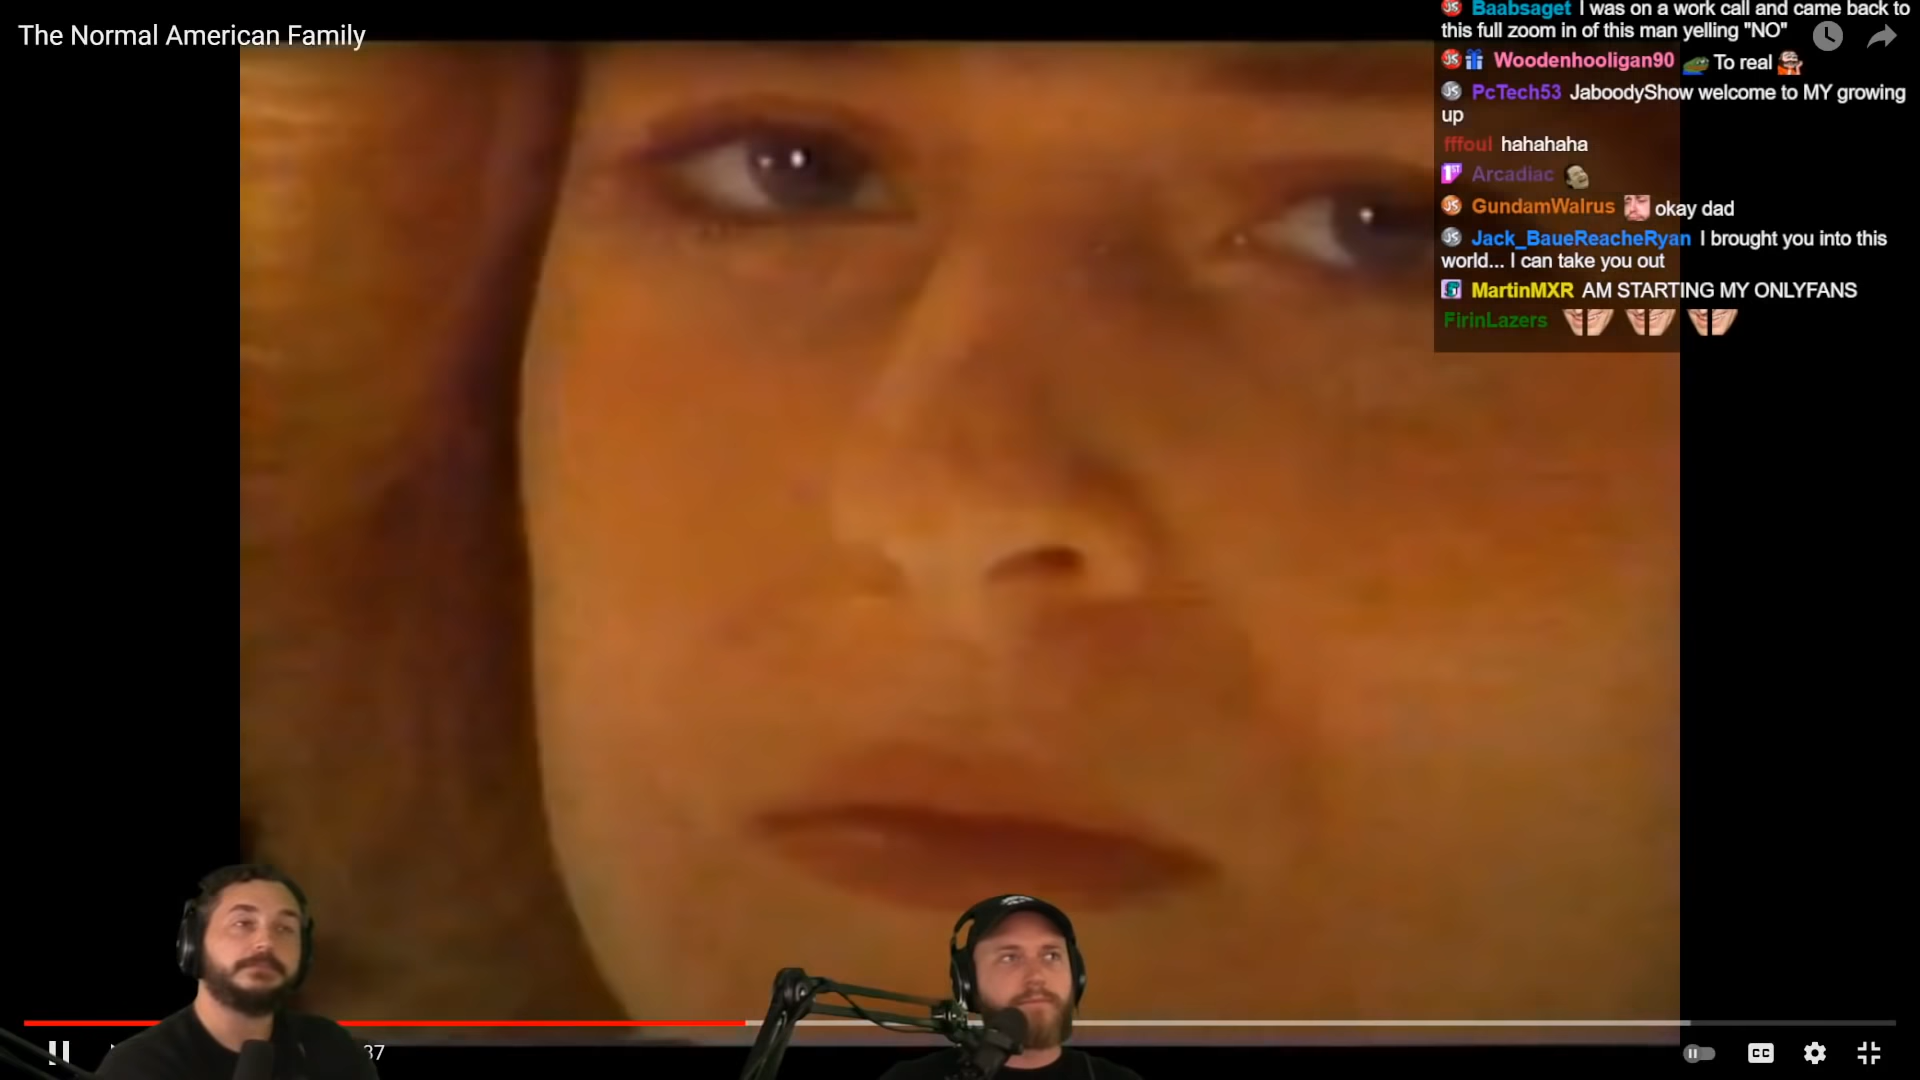 The Normal American Family
Baabsaget I was on a work call and came back to
this full zoom in of this man yelling "NO"
Woodenhooligan90 To real
PcTech53 JaboodyShow welcome to MY growing
up
fffoul hahahaha
1ST Arcadiac
GundamWalrus okay dad
Jack_BaueReacheRyan I brought you into this
world... I can take you out
MartinMXR AM STARTING MY ONLYFANS
FirinLazers
37
CC